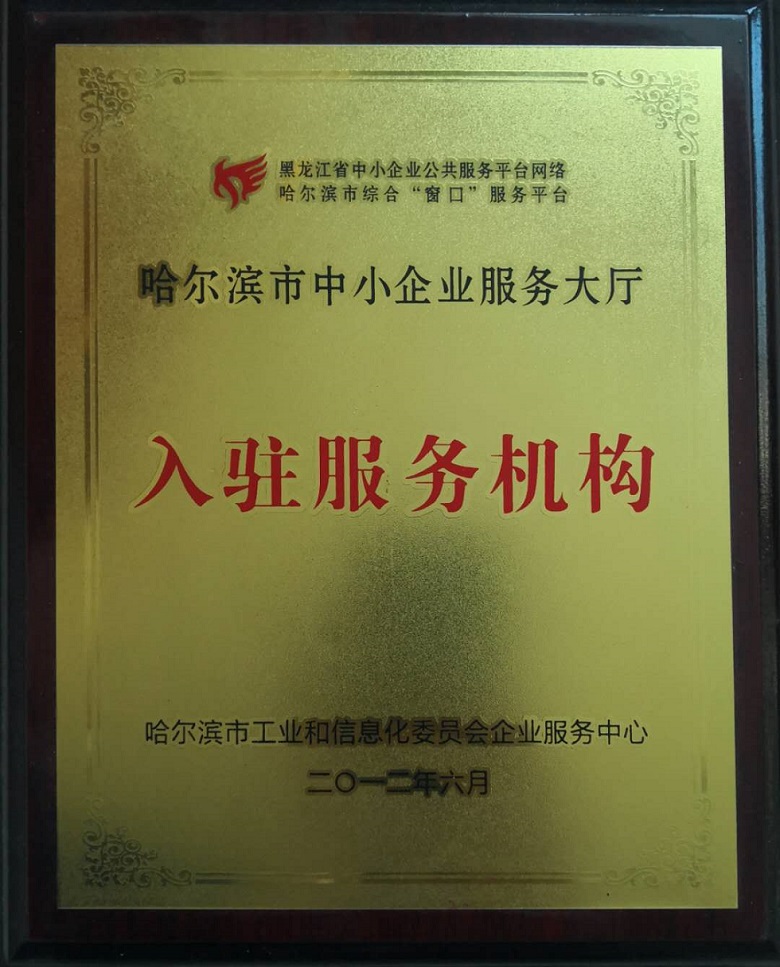 黑龙江省中小企业公共服务平台网络
哈尔滨市综合“窗口”服务平台
哈尔滨市中小企业服务大厅
入驻服务机构
哈尔滨市工业和信息化委员会企业服务中心
二〇一二年六月